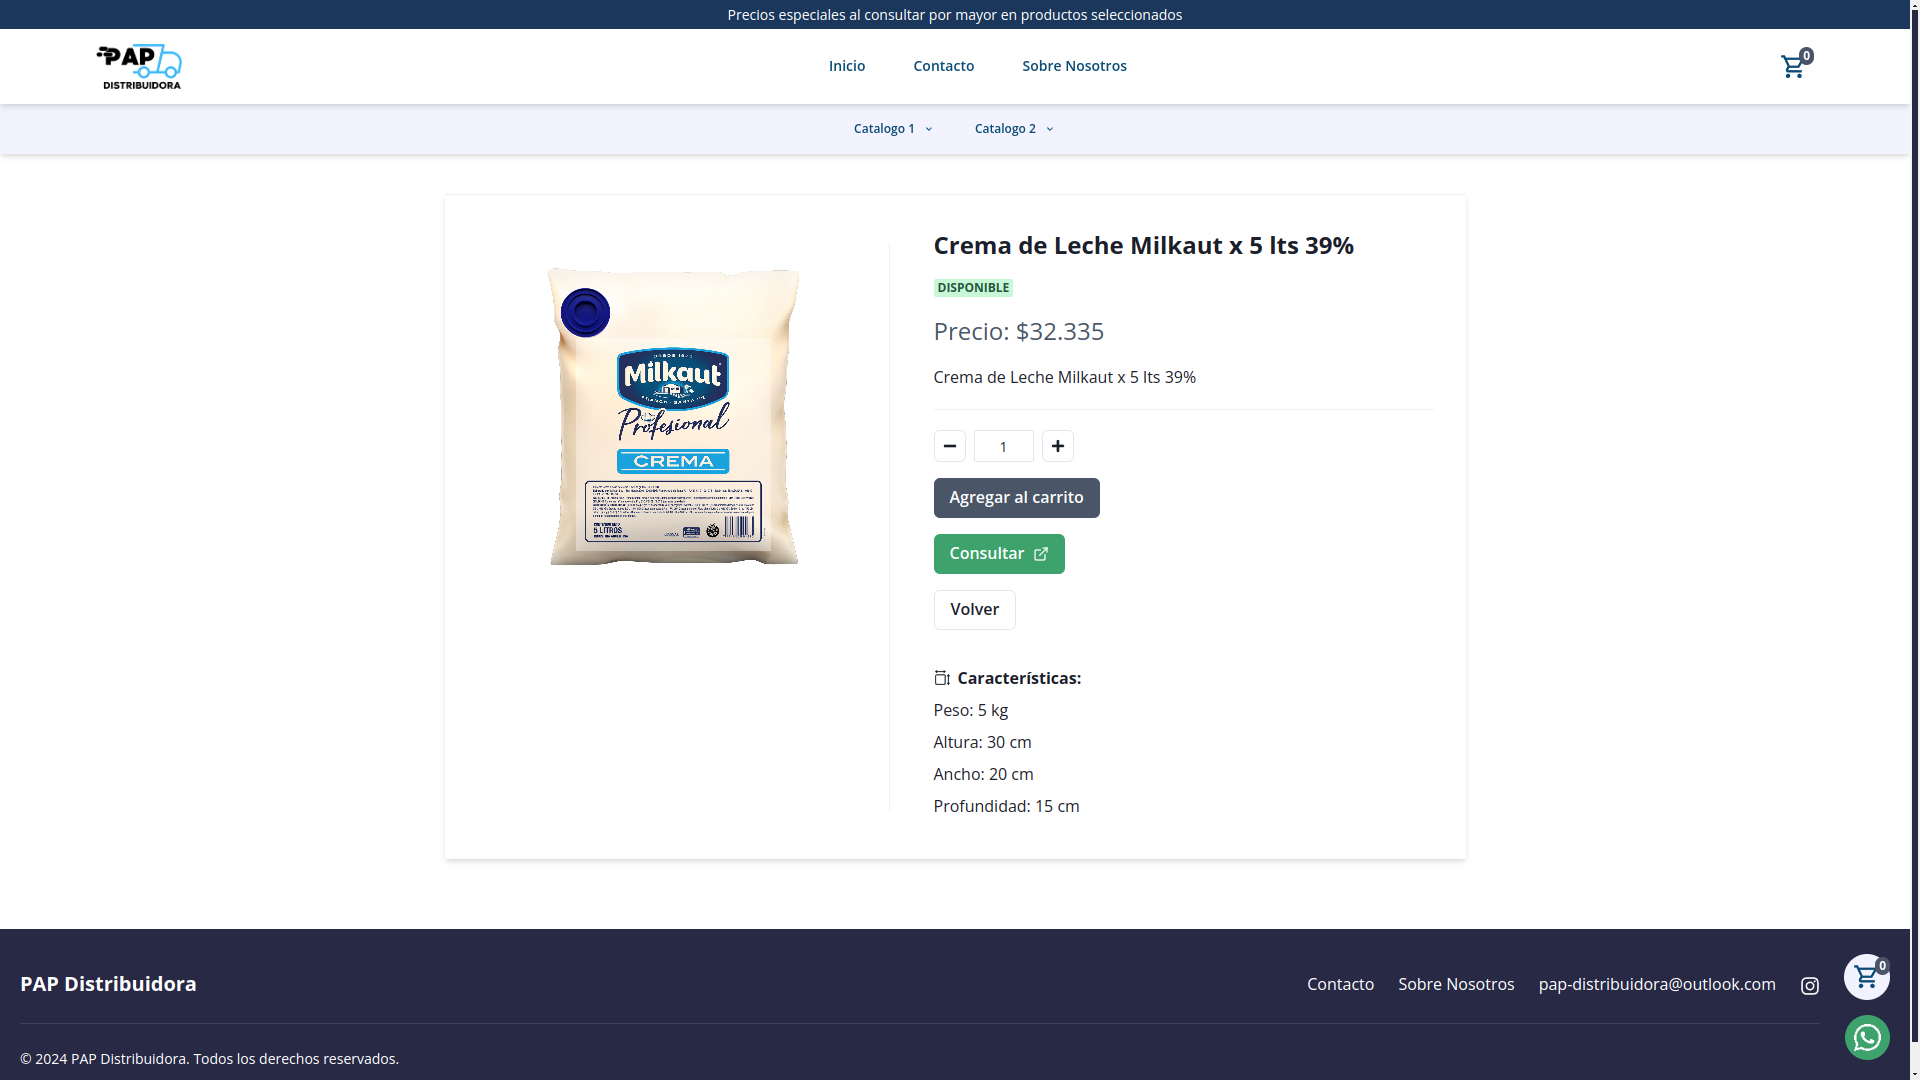 Precios especiales al consultar por mayor en productos seleccionados
PAP
DISTRIBUIDORA
Inicio
Contacto
Sobre Nosotros
0
Catalogo 1
Catalogo 2
Milkaut
Profesional
CREMA
5 LITROS
Crema de Leche Milkaut x 5 lts 39%
DISPONIBLE
Precio: $32.335
Crema de Leche Milkaut x 5 lts 39%
1
Agregar al carrito
Consultar
Volver
Características:
Peso: 5 kg
Altura: 30 cm
Ancho: 20 cm
Profundidad: 15 cm
PAP Distribuidora
Contacto
Sobre Nosotros
pap-distribuidora@outlook.com
0
© 2024 PAP Distribuidora. Todos los derechos reservados.